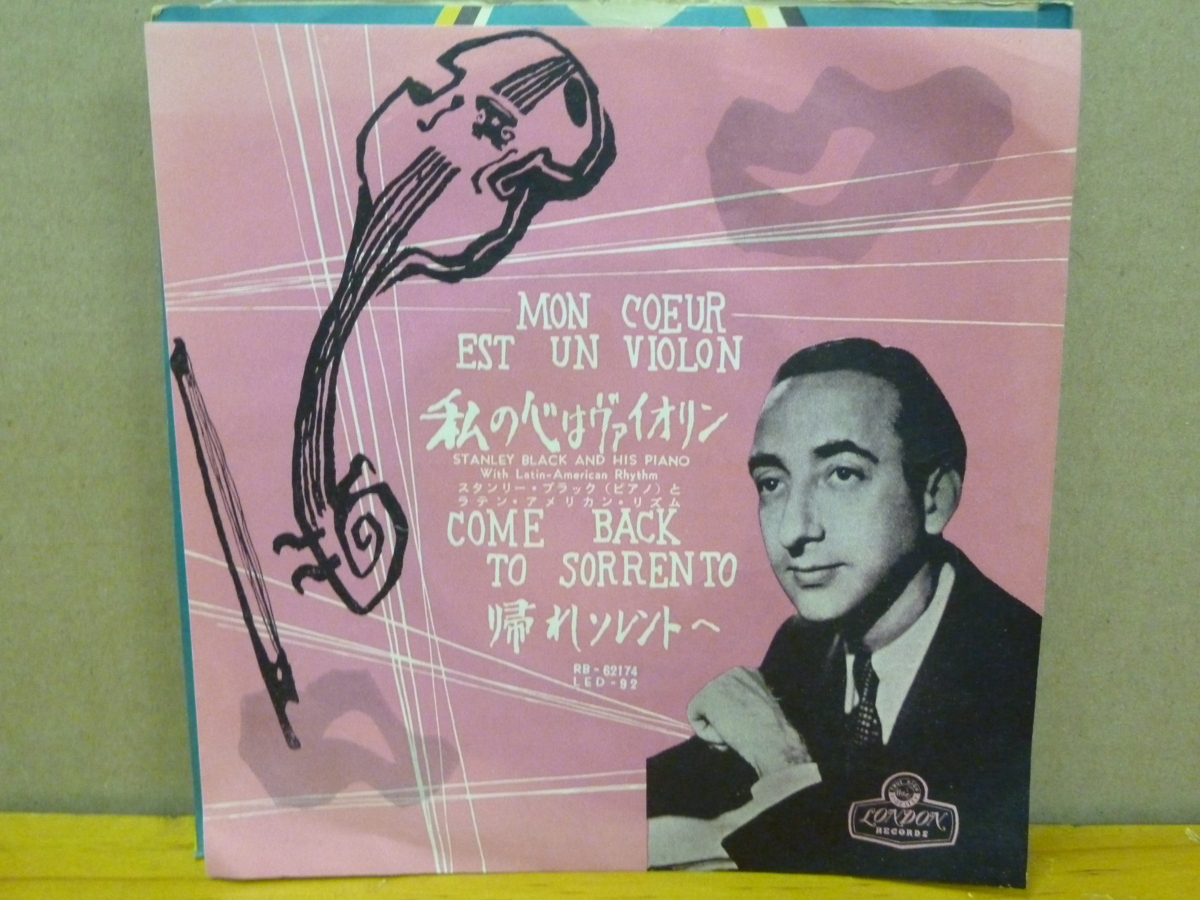 MON COEUR
EST UN VIOLON
私の心はヴァイオリン
STANLEY BLACK AND HIS PIANO
With Latin-American Rhythm
スタンリー・ブラック（ピアノ）と
ラテン・アメリカン・リズム
COME BACK
TO SORRENTO
帰れソレントへ
RB-62174
LED-92
LONDON
RECORDS